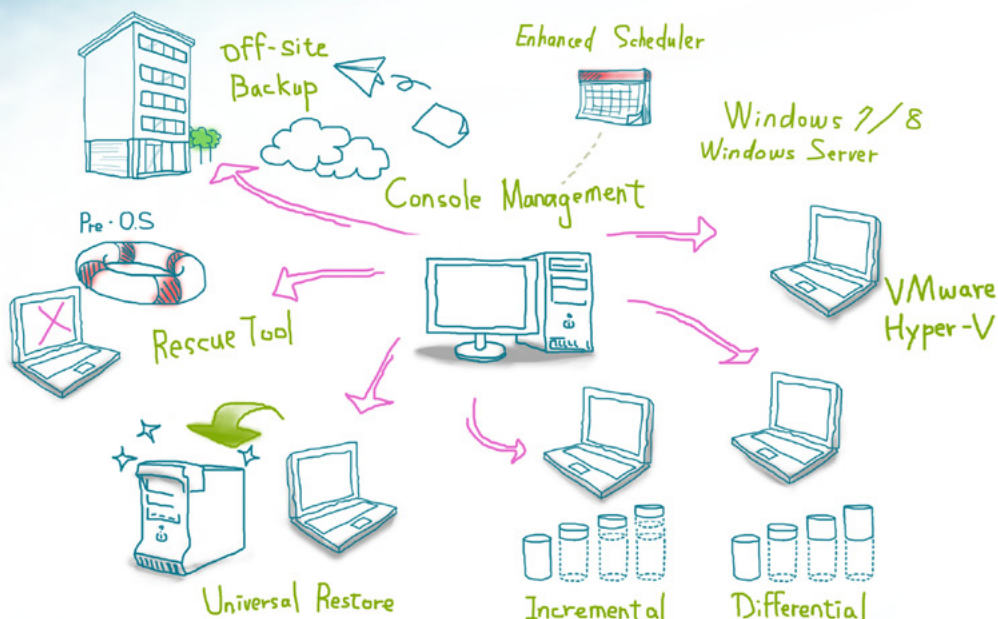 Off-site
Backup
Enhanced Scheduler
Windows 7/8
Windows Server
Console Management
Pre-O.S
Rescue Tool
VMware
Hyper-V
Universal Restore
Incremental
Differential